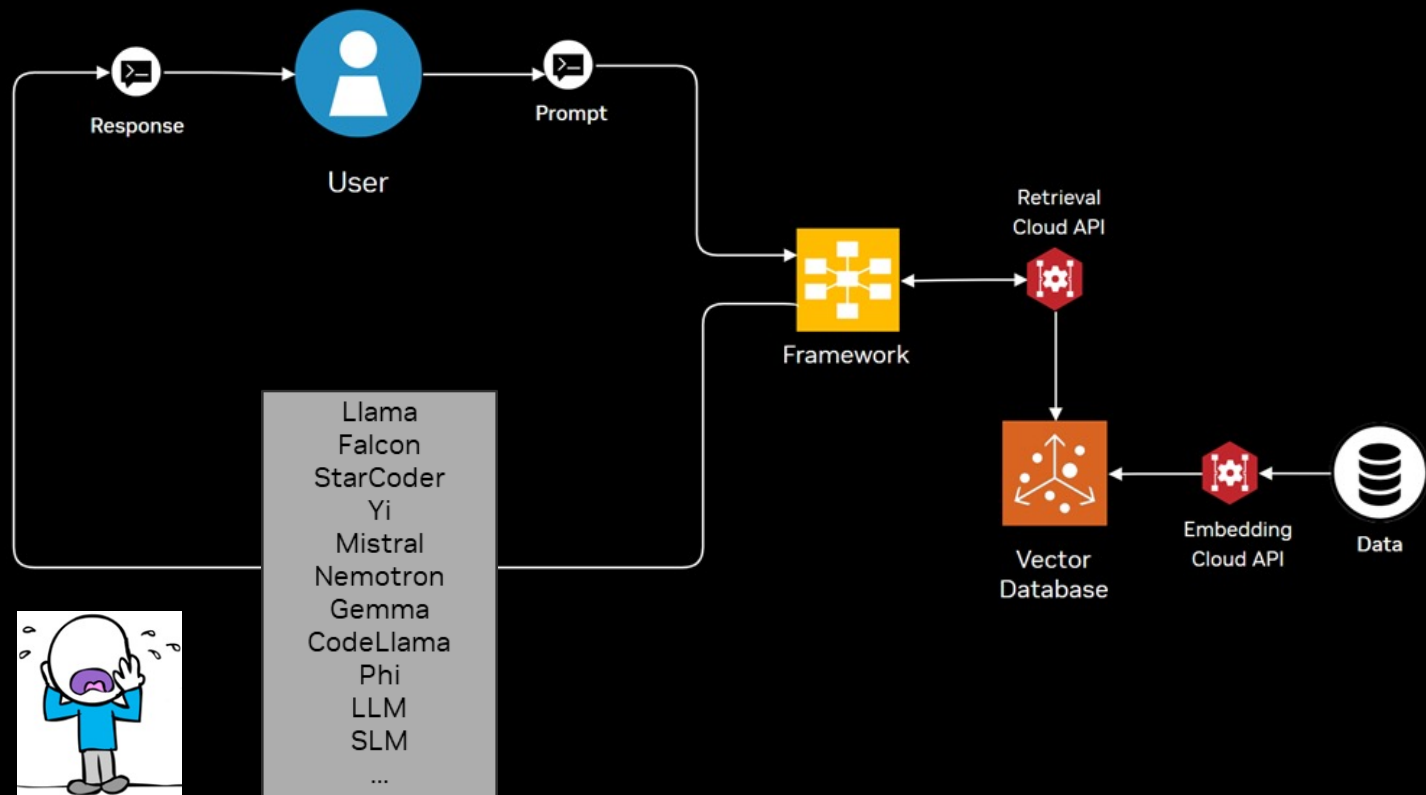 Response
User
Prompt
Retrieval
Cloud API
Framework
Llama
Falcon
StarCoder
Yi
Mistral
Nemotron
Gemma
CodeLlama
Phi
LLM
SLM
...
Vector
Database
Embedding
Cloud API
Data